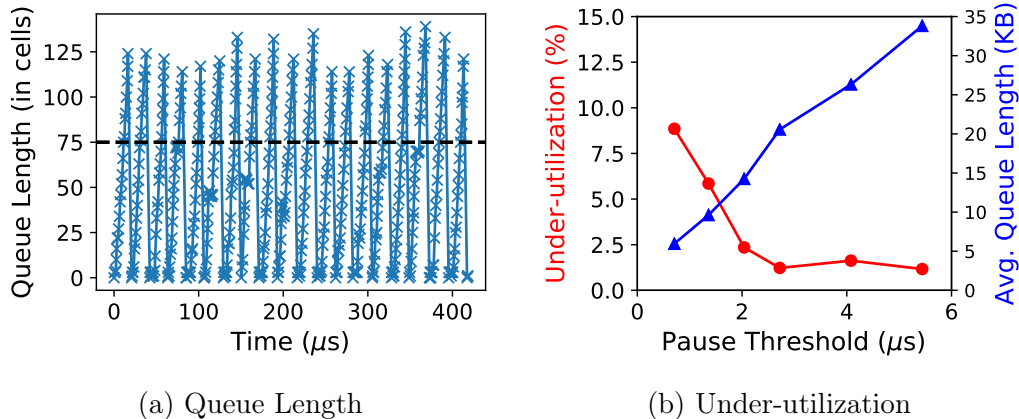 Queue Length (in cells)
125
100
75
50
25
0
0 100 200 300 400
Time (μs)
(a) Queue Length
Under-utilization (%)
15.0
12.5
10.0
7.5
5.0
2.5
0.0
0 2 4 6
Pause Threshold (μs)
35
30
25
20
15
10
5
0
Avg. Queue Length (KB)
(b) Under-utilization